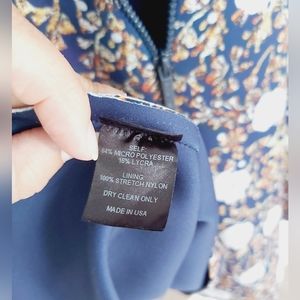 SELF:
84% MICRO POLYESTER
16% LYCRA
LINING:
100% STRETCH NYLON
DRY CLEAN ONLY
MADE IN USA